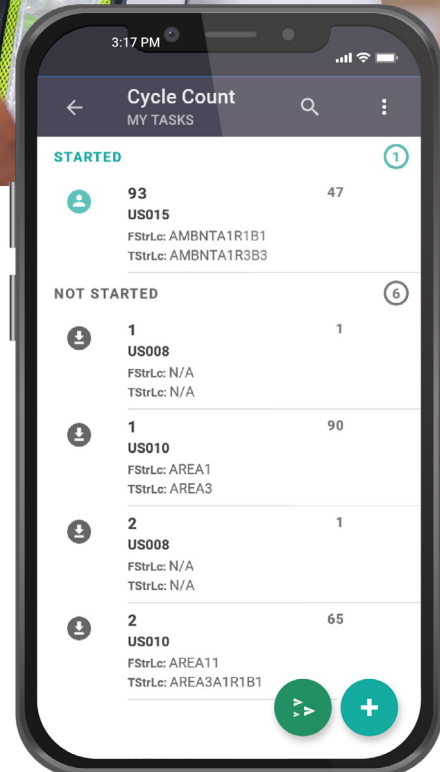 3:17 PM
Cycle Count
MY TASKS
STARTED 1
93 47
US015
FStrLc: AMBNTA1R1B1
TStrLc: AMBNTA1R3B3
NOT STARTED 6
1 1
US008
FStrLc: N/A
TStrLc: N/A
1 90
US010
FStrLc: AREA1
TStrLc: AREA3
2 1
US008
FStrLc: N/A
TStrLc: N/A
2 65
US010
FStrLc: AREA11
TStrLc: AREA3A1R1B1